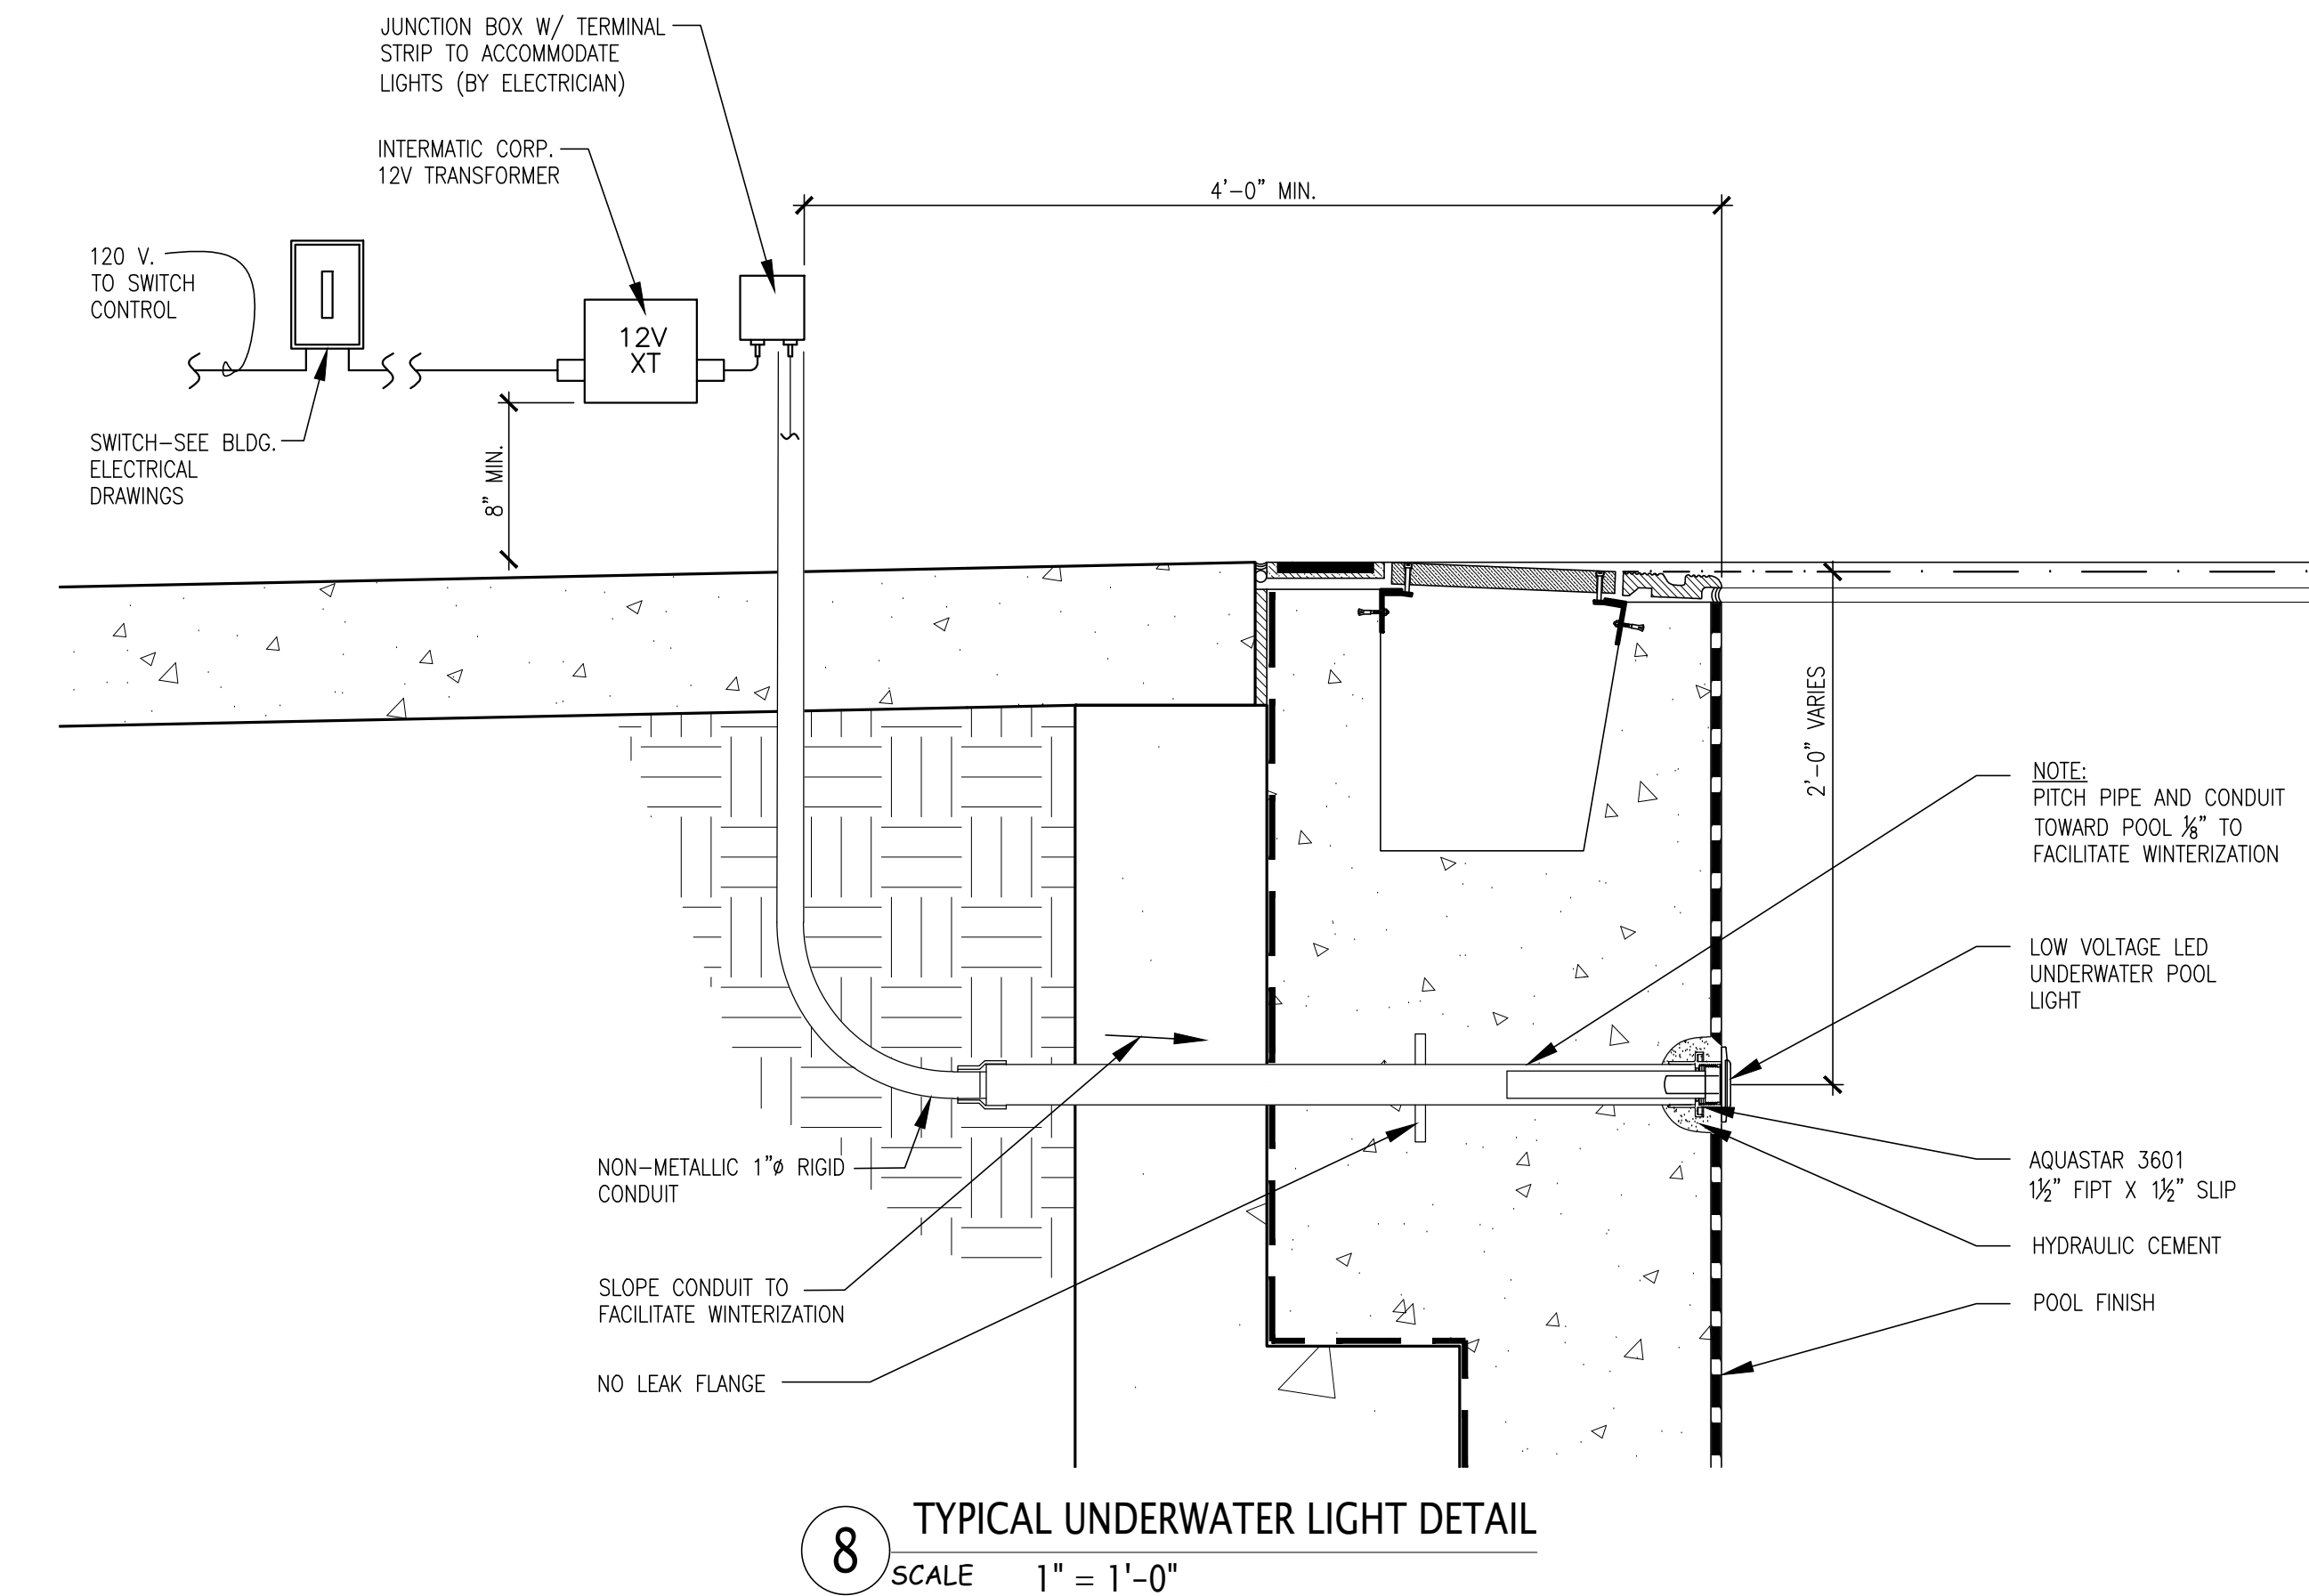 JUNCTION BOX W/ TERMINAL
STRIP TO ACCOMMODATE
LIGHTS (BY ELECTRICIAN)
INTERMATIC CORP.
12V TRANSFORMER
4'-0" MIN.
120 V.
TO SWITCH
CONTROL
12V
XT
SWITCH-SEE BLDG.
ELECTRICAL
DRAWINGS
8" MIN.
2'-0" VARIES
NOTE:
PITCH PIPE AND CONDUIT
TOWARD POOL ⅛" TO
FACILITATE WINTERIZATION
LOW VOLTAGE LED
UNDERWATER POOL
LIGHT
NON-METALLIC 1"ø RIGID
CONDUIT
AQUASTAR 3601
1½" FIPT X 1½" SLIP
HYDRAULIC CEMENT
SLOPE CONDUIT TO
FACILITATE WINTERIZATION
POOL FINISH
NO LEAK FLANGE
8
TYPICAL UNDERWATER LIGHT DETAIL
SCALE 1" = 1'-0"